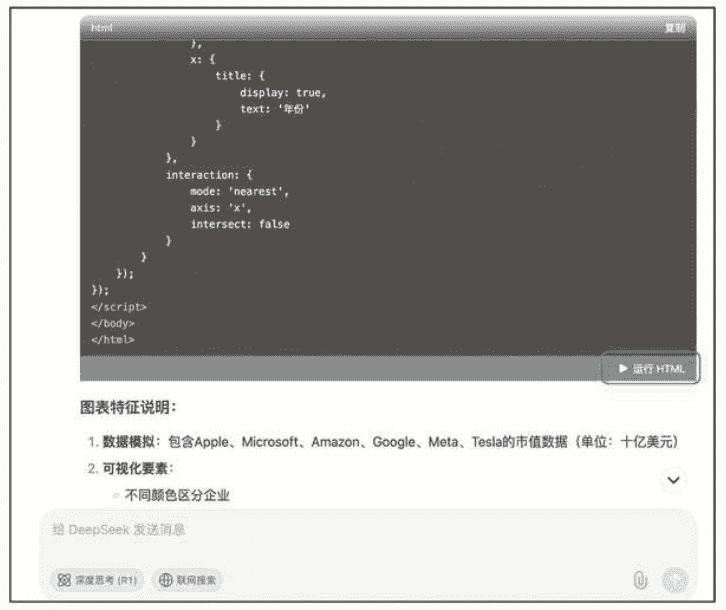 html 复制
},
x: {
title: {
display: true,
text: '年份'
}
}
},
interaction: {
mode: 'nearest',
axis: 'x',
intersect: false
}
}
});
});
</script>
</body>
</html>
▶ 运行 HTML
图表特征说明：
1. 数据模拟：包含Apple、Microsoft、Amazon、Google、Meta、Tesla的市值数据（单位：十亿美元）
2. 可视化要素：
不同颜色区分企业
给 DeepSeek 发送消息
深度思考 (R1) 联网搜索